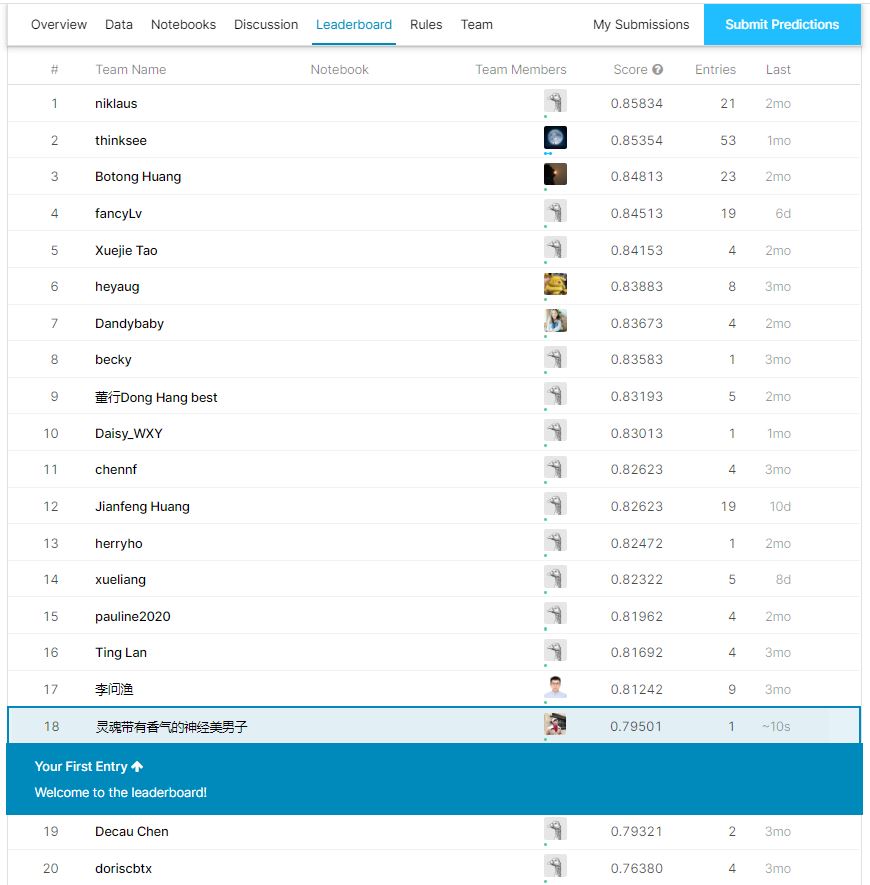 Overview Data Notebooks Discussion Leaderboard Rules Team My Submissions Submit Predictions
# Team Name Notebook Team Members Score Entries Last
1 niklaus 0.85834 21 2mo
2 thinksee 0.85354 53 1mo
3 Botong Huang 0.84813 23 2mo
4 fancyLv 0.84513 19 6d
5 Xuejie Tao 0.84153 4 2mo
6 heyaug 0.83883 8 3mo
7 Dandybaby 0.83673 4 2mo
8 becky 0.83583 1 3mo
9 董行Dong Hang best 0.83193 5 2mo
10 Daisy_WXY 0.83013 1 1mo
11 chennf 0.82623 4 3mo
12 Jianfeng Huang 0.82623 19 10d
13 herryho 0.82472 1 2mo
14 xueliang 0.82322 5 8d
15 pauline2020 0.81962 4 2mo
16 Ting Lan 0.81692 4 3mo
17 李问渔 0.81242 9 3mo
18 灵魂带有香气的神经美男子 0.79501 1 ~10s
Your First Entry
Welcome to the leaderboard!
19 Decau Chen 0.79321 2 3mo
20 doriscbtx 0.76380 4 3mo